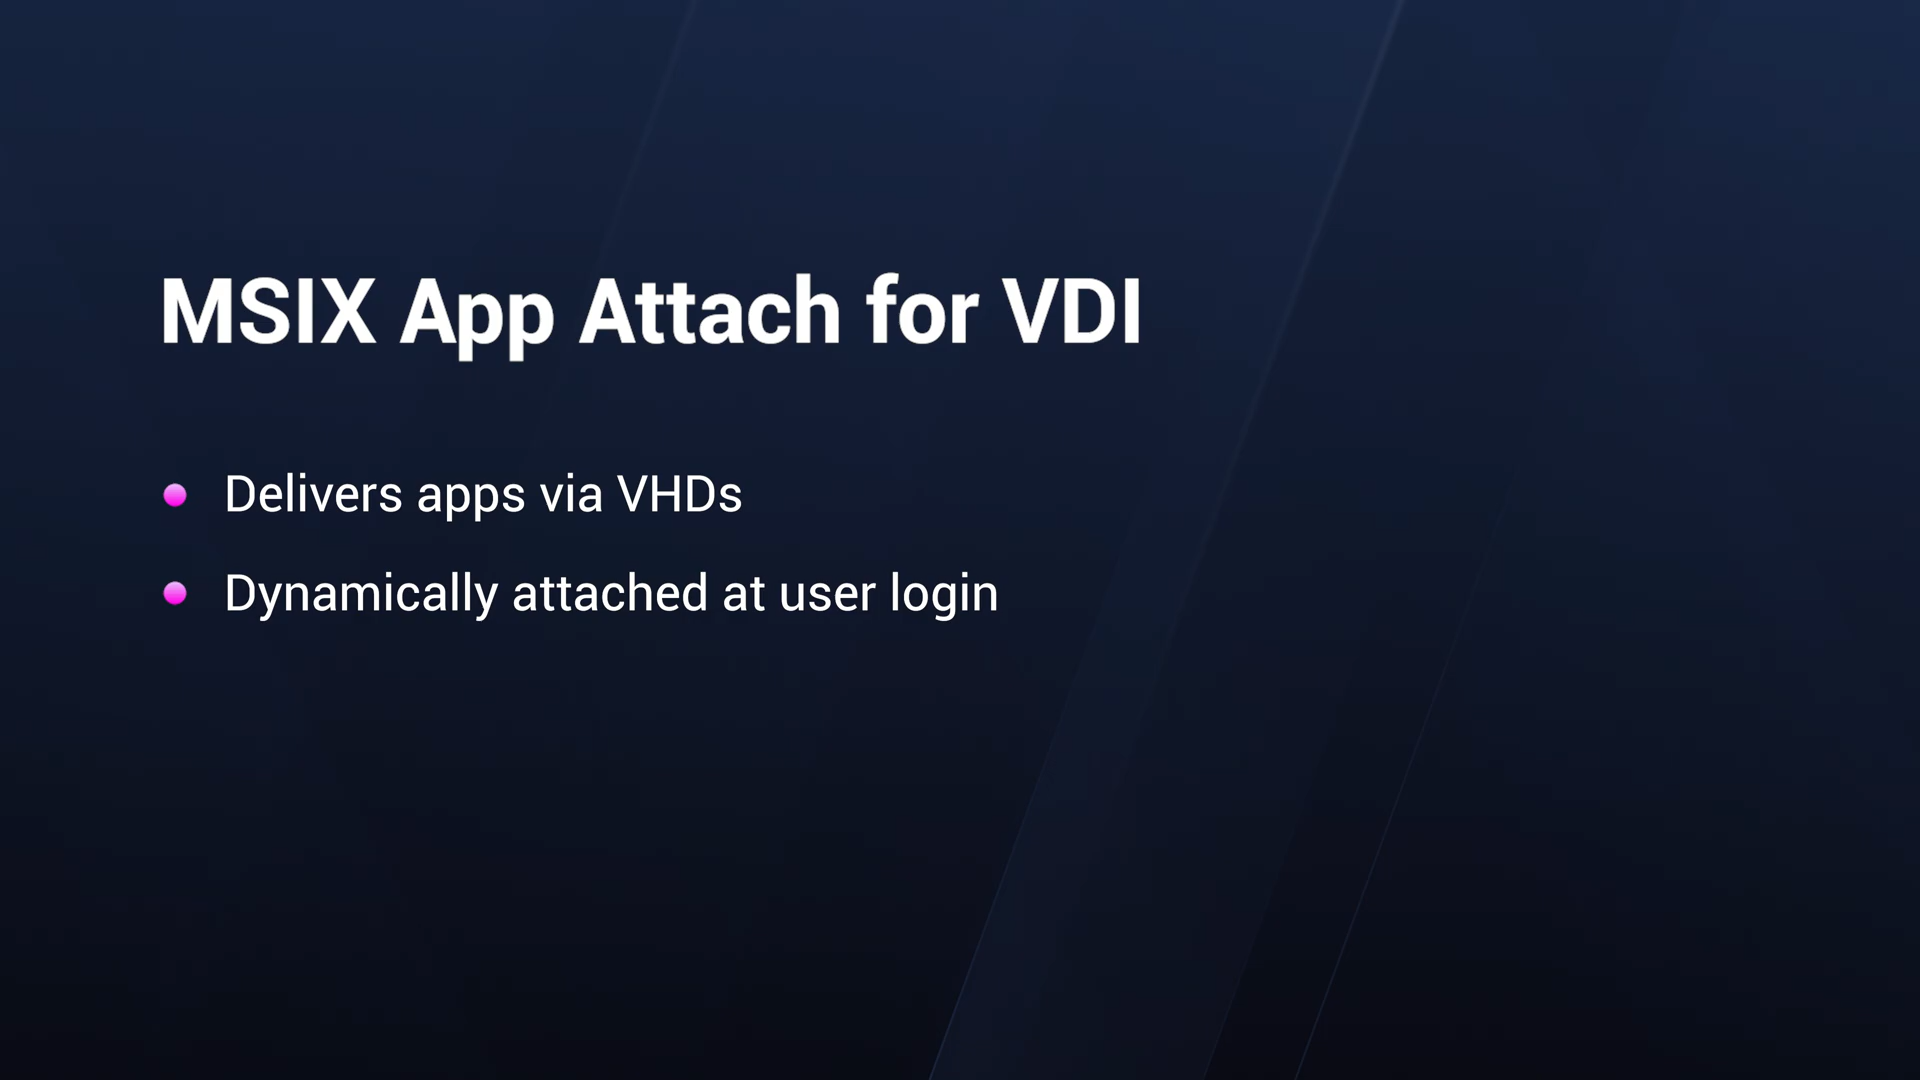 MSIX App Attach for VDI
Delivers apps via VHDs
Dynamically attached at user login